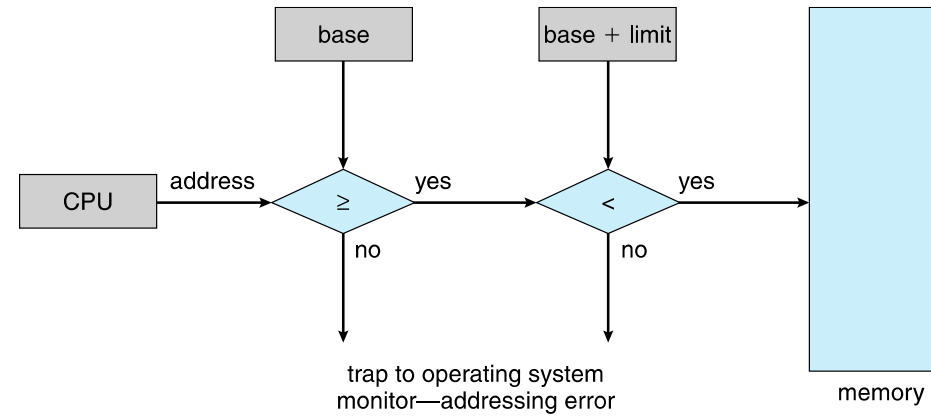 base
base + limit
CPU
address
≥
yes
<
yes
no
no
trap to operating system
monitor—addressing error
memory